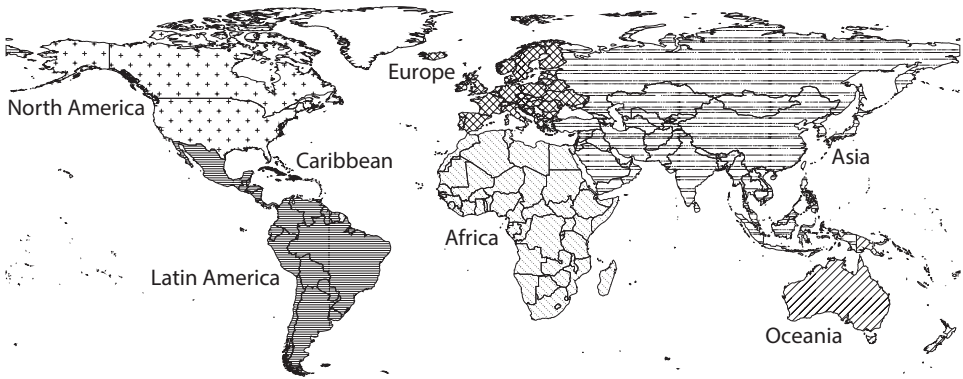 Europe
North America
Caribbean
Asia
Africa
Latin America
Oceania